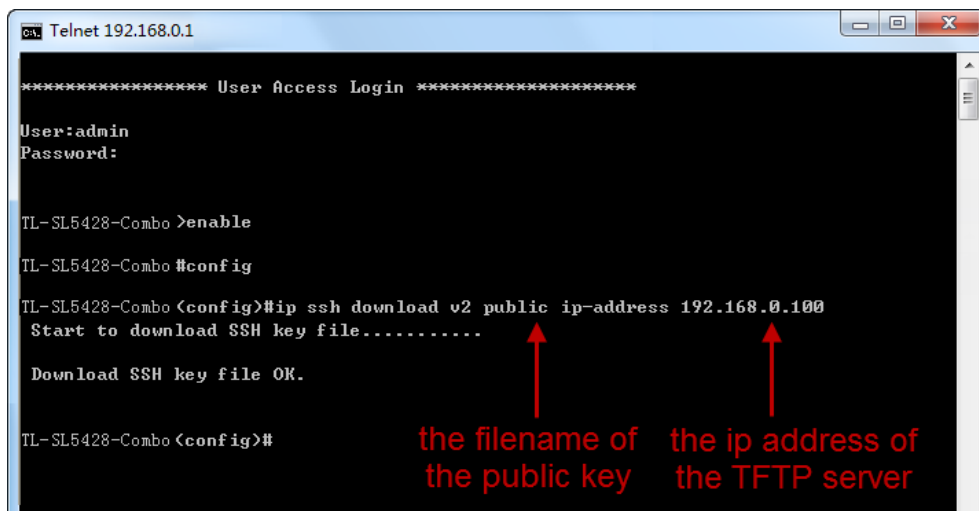 Telnet 192.168.0.1
***************** User Access Login ********************
User:admin
Password:
TL-SL5428-Combo >enable
TL-SL5428-Combo #config
TL-SL5428-Combo (config)#ip ssh download v2 public ip-address 192.168.0.100
Start to download SSH key file...........
Download SSH key file OK.
TL-SL5428-Combo (config)#
the filename of
the public key
the ip address of
the TFTP server